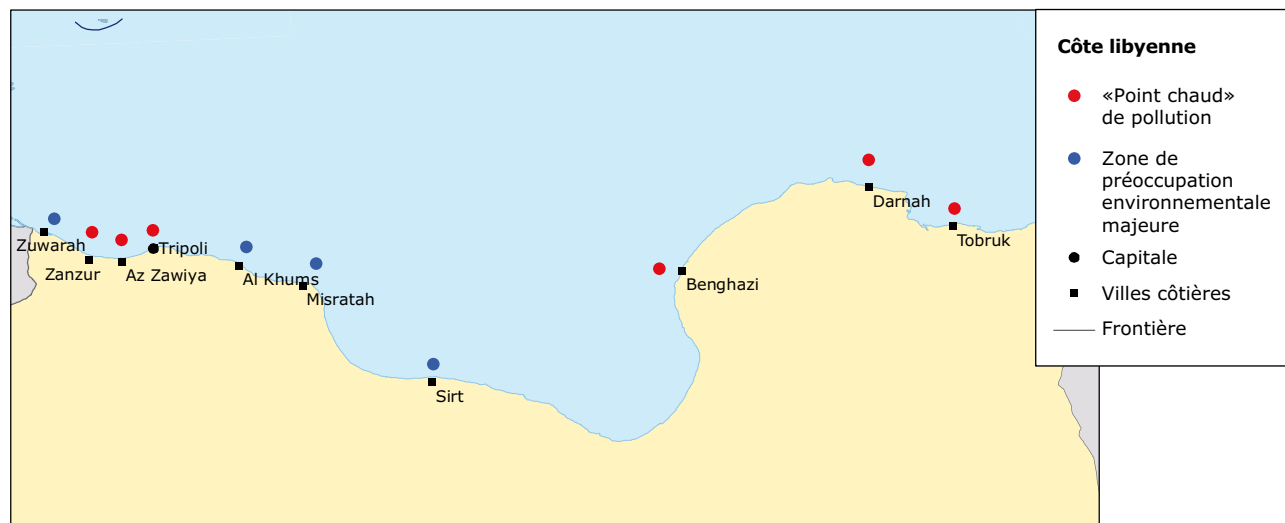 Côte libyenne
«Point chaud»
de pollution
Zone de
préoccupation
environnementale
majeure
Capitale
Villes côtières
Frontière
Darnah
Tobruk
Zuwarah
Tripoli
Zanzur
Az Zawiya
Al Khums
Misratah
Benghazi
Sirt